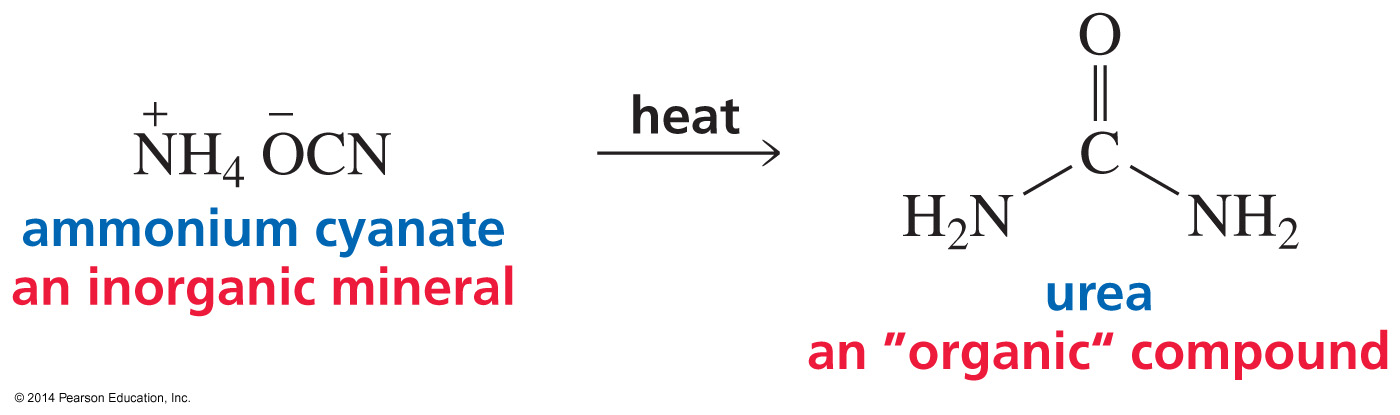 O
heat
C
+ −
NH4 OCN
H2N NH2
ammonium cyanate
an inorganic mineral
urea
an ″organic“ compound
© 2014 Pearson Education, Inc.